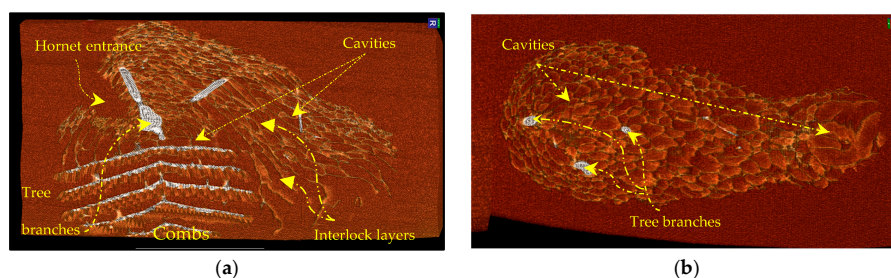 R
Hornet entrance
Cavities
Tree
branches
Combs
Interlock layers
(a)
Cavities
Tree branches
(b)